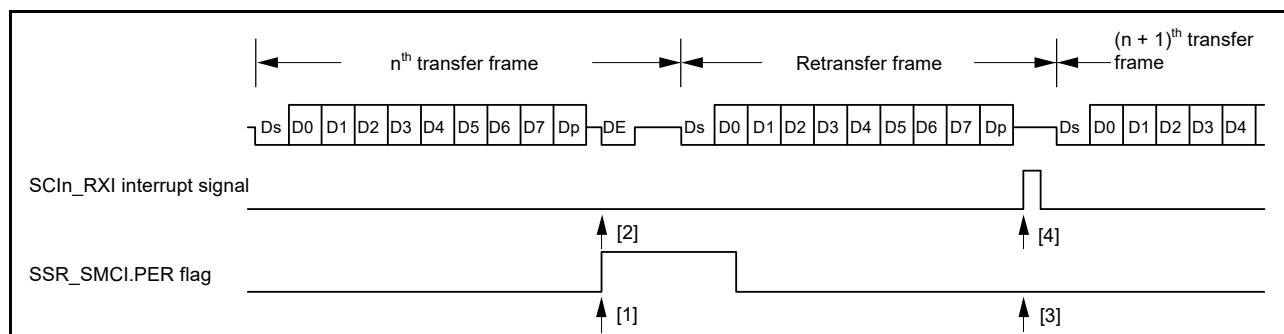 nth transfer frame Retransfer frame (n + 1)th transfer
frame
Ds D0 D1 D2 D3 D4 D5 D6 D7 Dp DE Ds D0 D1 D2 D3 D4 D5 D6 D7 Dp Ds D0 D1 D2 D3 D4
SCIn_RXI interrupt signal
[2] [4]
SSR_SMCI.PER flag
[1] [3]